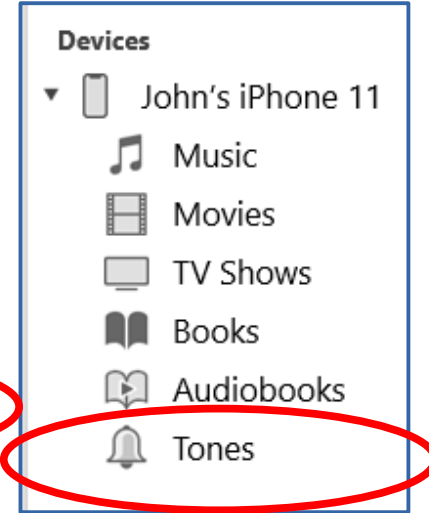 Devices
John's iPhone 11
Music
Movies
TV Shows
Books
Audiobooks
Tones